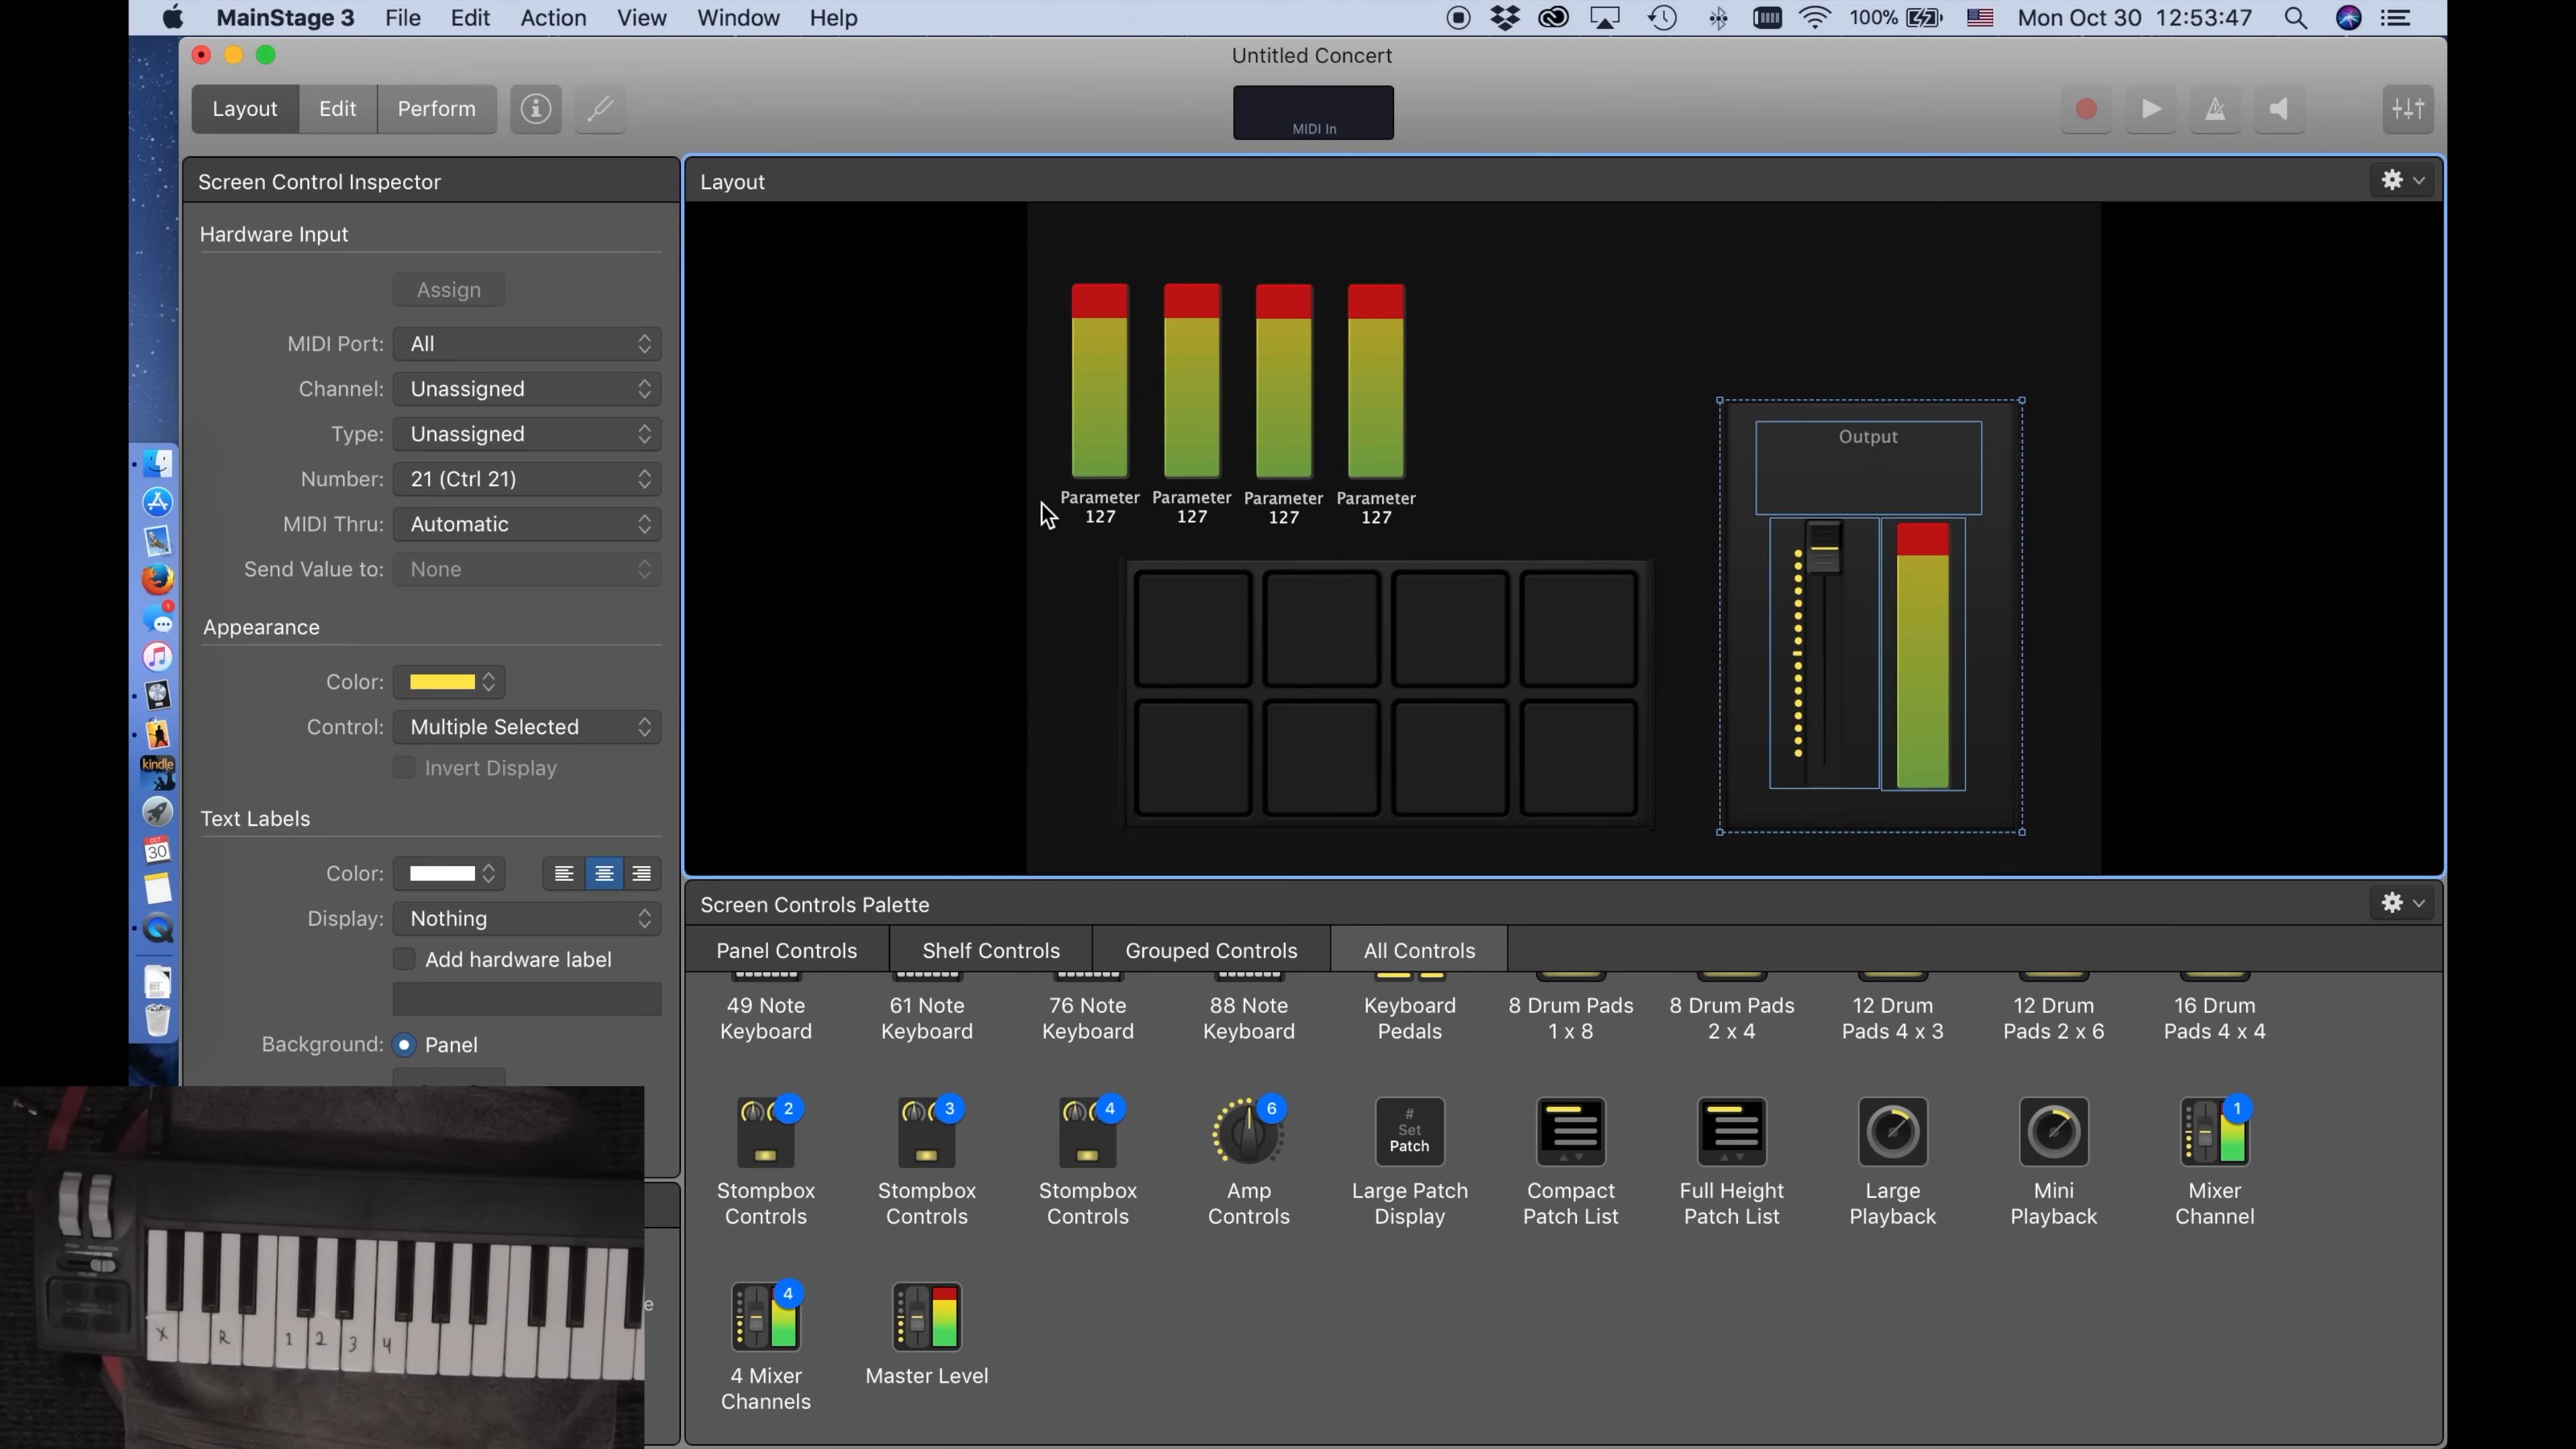 MainStage 3 File Edit Action View Window Help 100% Mon Oct 30 12:53:47
Untitled Concert
Layout Edit Perform
MIDI In
Screen Control Inspector
Hardware Input
Assign
MIDI Port: All
Channel: Unassigned
Type: Unassigned
Number: 21 (Ctrl 21)
MIDI Thru: Automatic
Send Value to: None
Appearance
Color:
Control: Multiple Selected
Invert Display
Text Labels
Color:
Display: Nothing
Add hardware label
Background: Panel
1
kindle
OCT
30
Layout
Parameter Parameter Parameter Parameter
127 127 127 127
Output
Screen Controls Palette
Panel Controls Shelf Controls Grouped Controls All Controls
49 Note 61 Note 76 Note 88 Note Keyboard 8 Drum Pads 8 Drum Pads 12 Drum 12 Drum 16 Drum
Keyboard Keyboard Keyboard Keyboard Pedals 1 x 8 2 x 4 Pads 4 x 3 Pads 2 x 6 Pads 4 x 4
2 3 4 6 # 1
Set
Patch
Stompbox Stompbox Stompbox Amp Large Patch Compact Full Height Large Mini Mixer
Controls Controls Controls Controls Display Patch List Patch List Playback Playback Channel
4
4 Mixer Master Level
Channels
e
X R 1 2 3 4